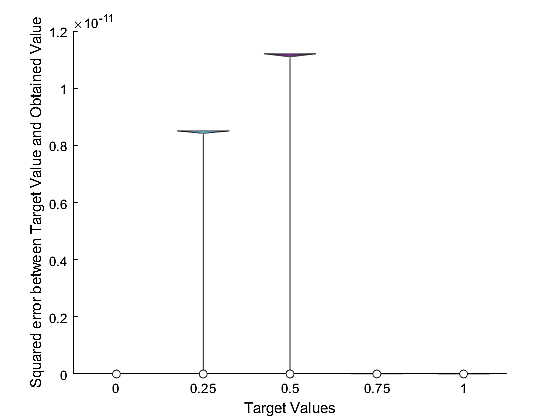 ×10^-11
1.2
1
0.8
0.6
0.4
0.2
0
Squared error between Target Value and Obtained Value
0 0.25 0.5 0.75 1
Target Values